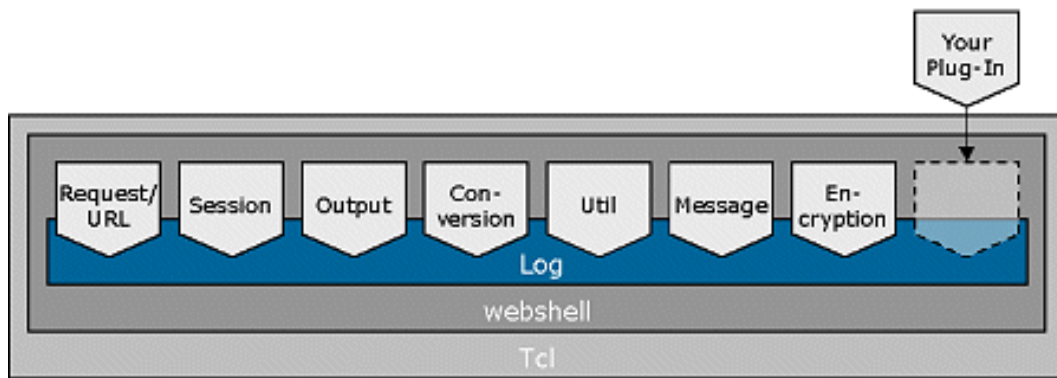 Your
Plug-In
Request/
URL
Session
Output
Con-
version
Util
Message
En-
cryption
Log
webshell
Tcl